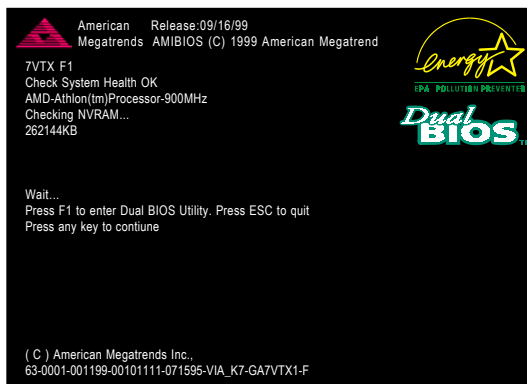 American Release:09/16/99
Megatrends AMIBIOS (C) 1999 American Megatrend
7VTX F1
Check System Health OK
AMD-Athlon(tm)Processor-900MHz
Checking NVRAM...
262144KB
energy
EPA POLLUTION PREVENTER
Dual
BIOS TM
Wait...
Press F1 to enter Dual BIOS Utility. Press ESC to quit
Press any key to contiune
( C ) American Megatrends Inc.,
63-0001-001199-00101111-071595-VIA_K7-GA7VTX1-F